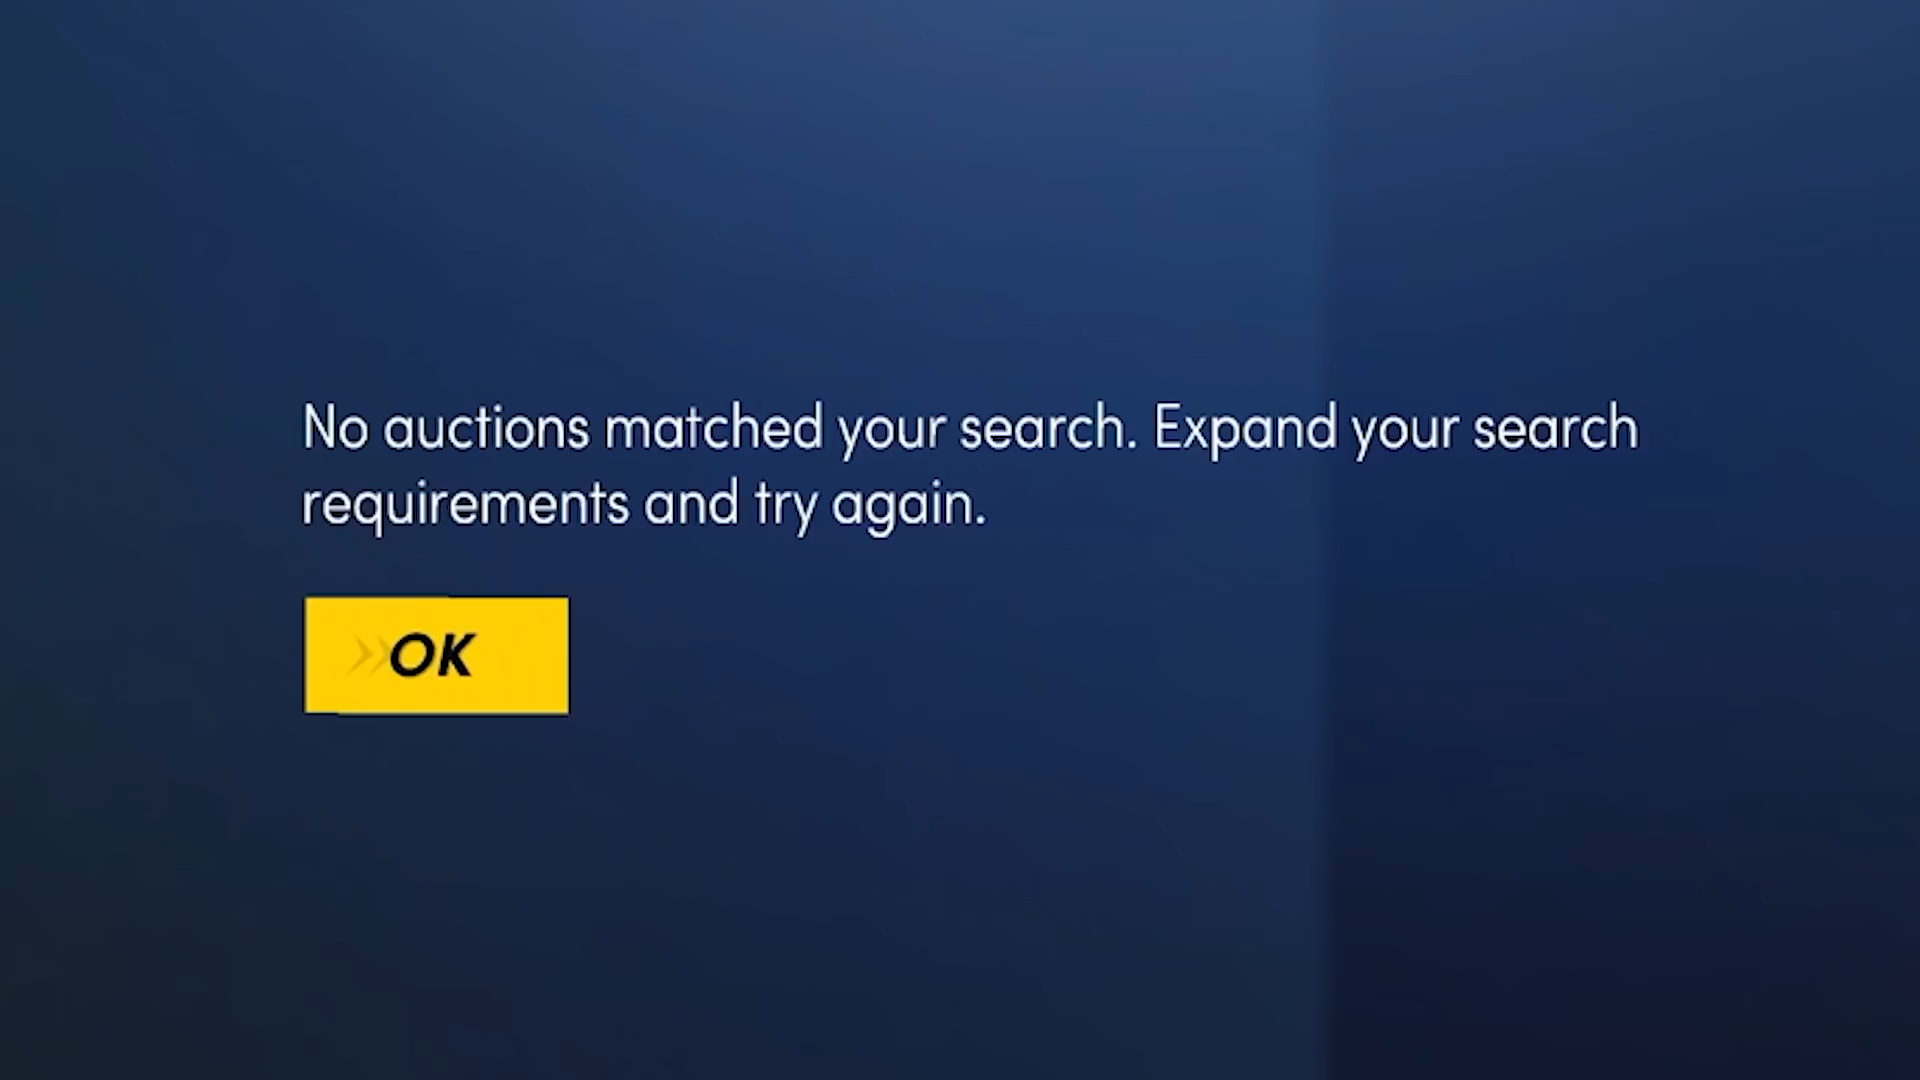 No auctions matched your search. Expand your search
requirements and try again.
OK